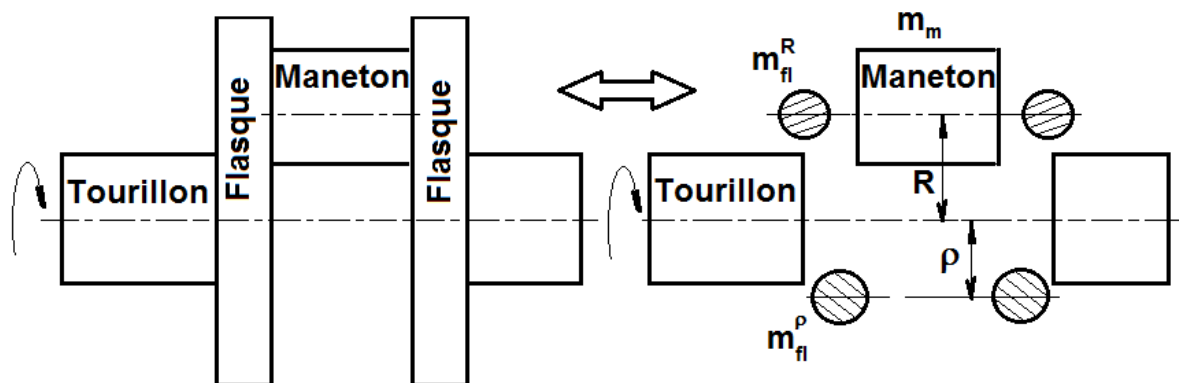 Tourillon
Flasque
Maneton
Flasque
m_m
m_fl^R
Maneton
Tourillon
R
ρ
m_fl^ρ